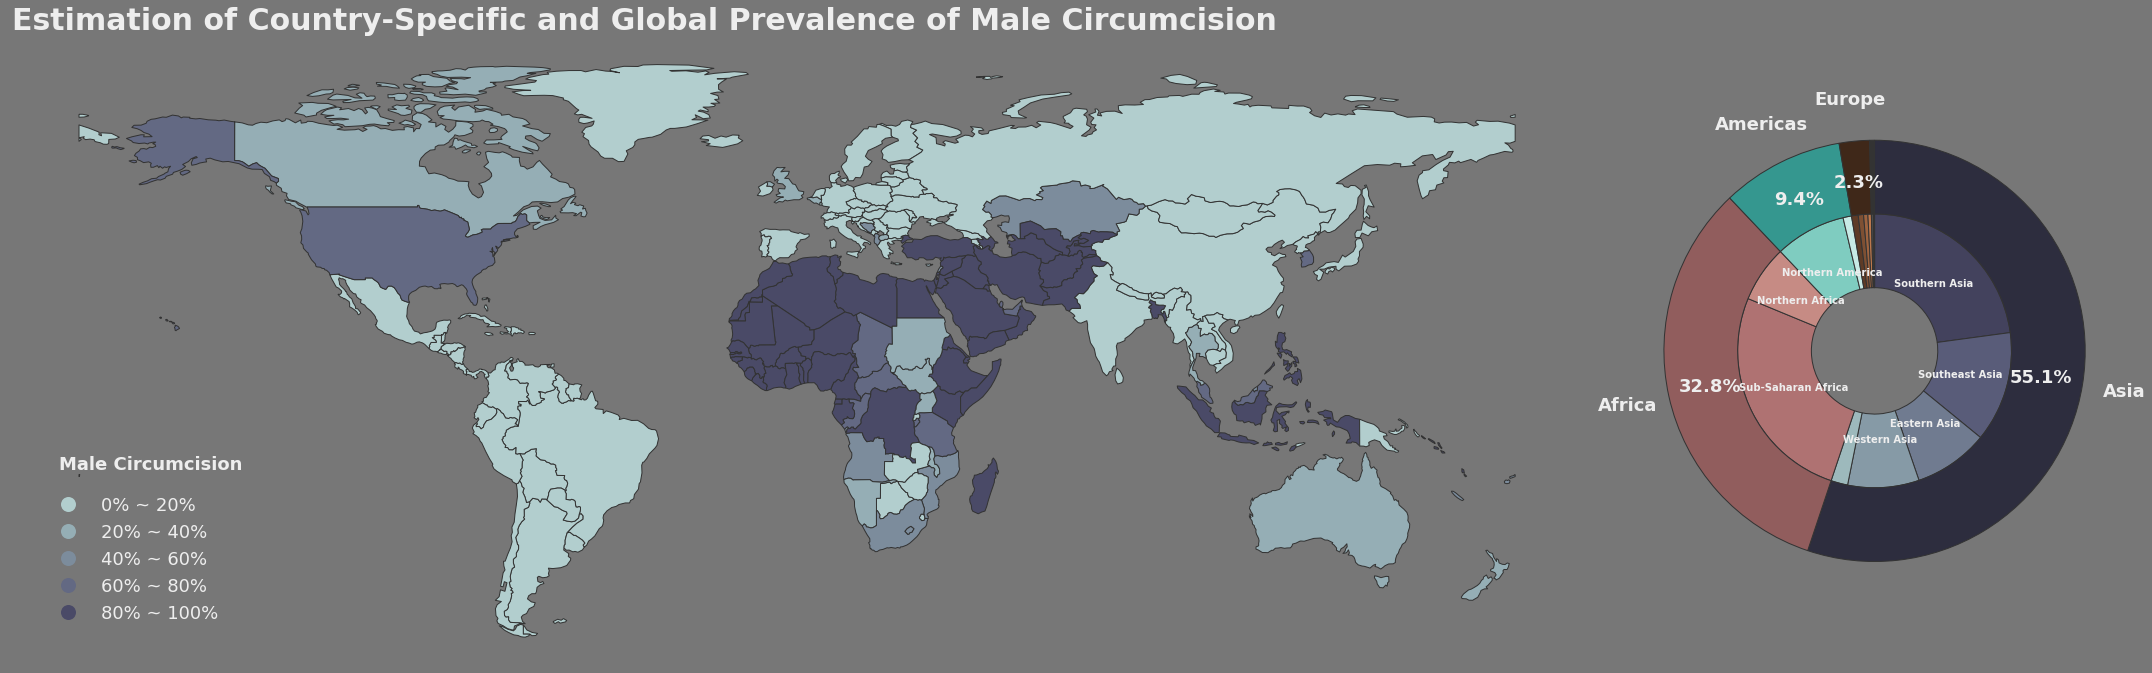 Estimation of Country-Specific and Global Prevalence of Male Circumcision
Male Circumcision
0% ~ 20%
20% ~ 40%
40% ~ 60%
60% ~ 80%
80% ~ 100%
Europe
Americas
2.3%
9.4%
Northern America
Southern Asia
Northern Africa
Southeast Asia
55.1%
32.8%
Sub-Saharan Africa
Asia
Africa
Eastern Asia
Western Asia